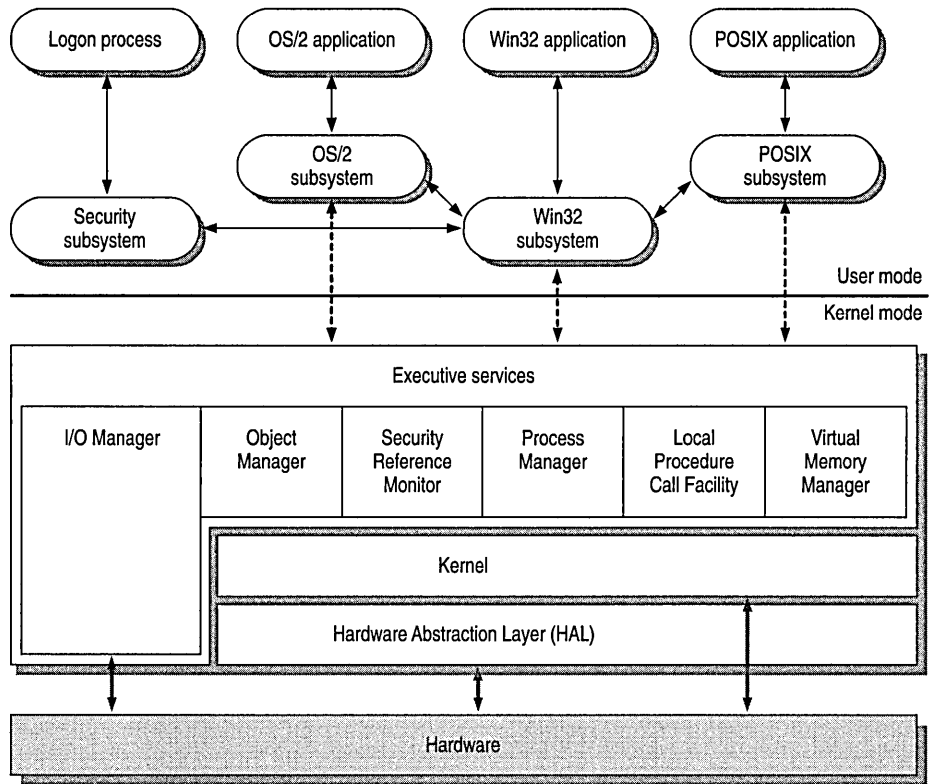 Logon process
OS/2 application
Win32 application
POSIX application
OS/2
subsystem
POSIX
subsystem
Security
subsystem
Win32
subsystem
User mode
Kernel mode
Executive services
I/O Manager
Object
Manager
Security
Reference
Monitor
Process
Manager
Local
Procedure
Call Facility
Virtual
Memory
Manager
Kernel
Hardware Abstraction Layer (HAL)
Hardware